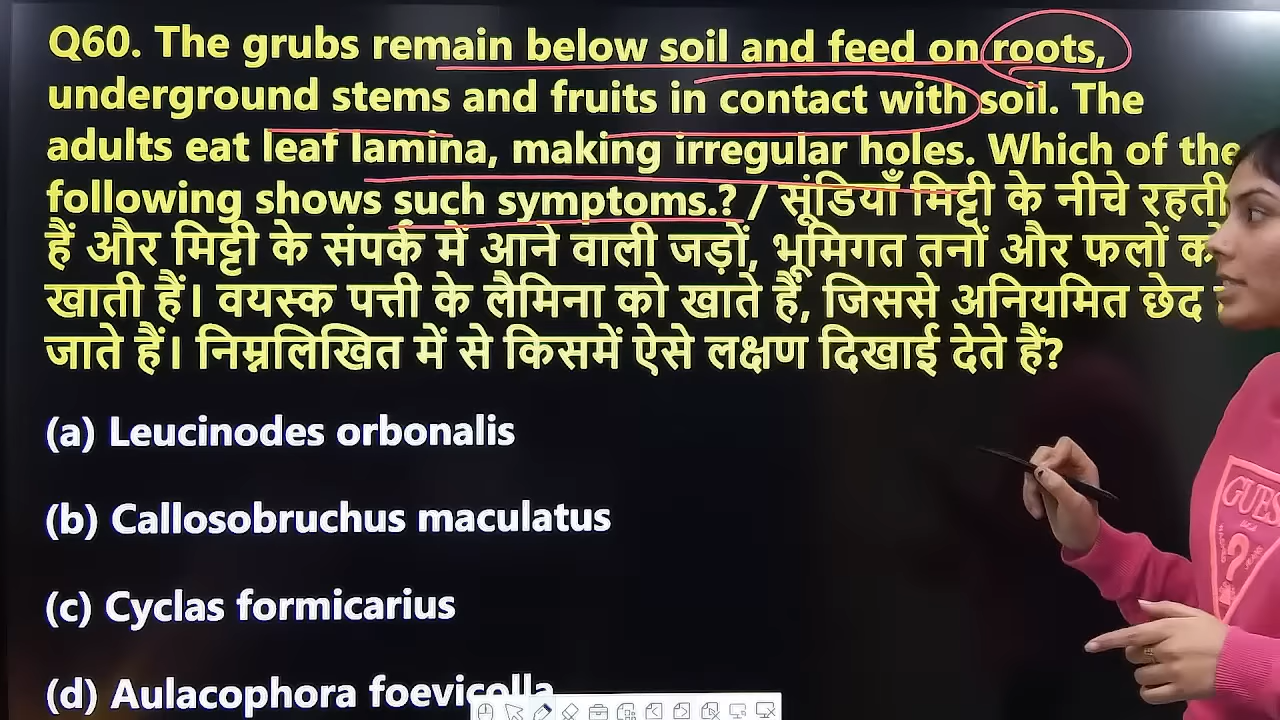 Q60. The grubs remain below soil and feed on roots,
underground stems and fruits in contact with soil. The
adults eat leaf lamina, making irregular holes. Which of the
following shows such symptoms.? / सूंडियाँ मिट्टी के नीचे रहती
हैं और मिट्टी के संपर्क में आने वाली जड़ों, भूमिगत तनों और फलों
खाती हैं। वयस्क पत्ती के लैमिना को खाते हैं, जिससे अनियमित छेद
जाते हैं। निम्नलिखित में से किसमें ऐसे लक्षण दिखाई देते हैं?
(a) Leucinodes orbonalis
(b) Callosobruchus maculatus
(c) Cyclas formicarius
(d) Aulacophora foevicolla
GUES
?